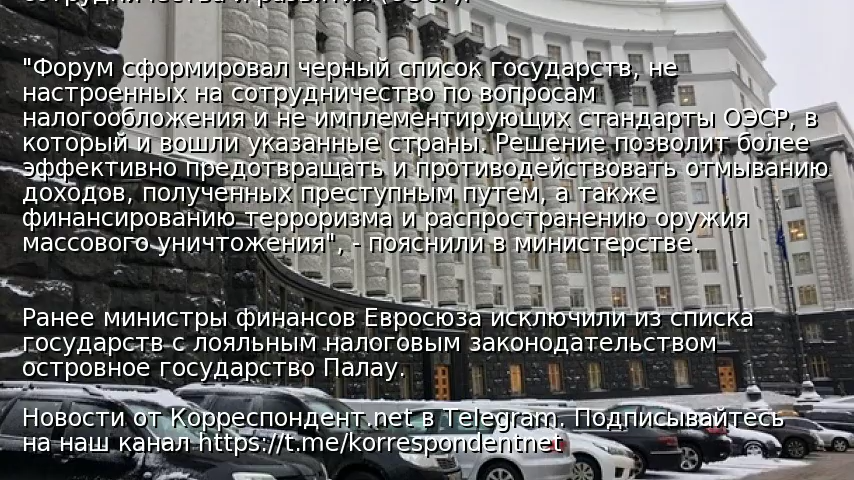 сотрудничества и развития (ОЭСР).
"Форум сформировал черный список государств, не
настроенных на сотрудничество по вопросам
налогообложения и не имплементирующих стандарты ОЭСР, в
который и вошли указанные страны. Решение позволит более
эффективно предотвращать и противодействовать отмыванию
доходов, полученных преступным путем, а также
финансированию терроризма и распространению оружия
массового уничтожения", - пояснили в министерстве.
Ранее министры финансов Евросоюза исключили из списка
государств с лояльным налоговым законодательством
островное государство Палау.
Новости от Корреспондент.net в Telegram. Подписывайтесь
на наш канал https://t.me/korrespondentnet